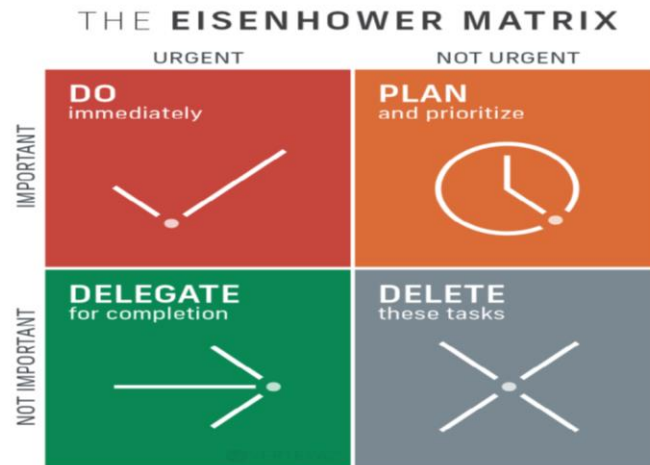 THE EISENHOWER MATRIX
URGENT
NOT URGENT
IMPORTANT
DO
immediately
PLAN
and prioritize
NOT IMPORTANT
DELEGATE
for completion
DELETE
these tasks